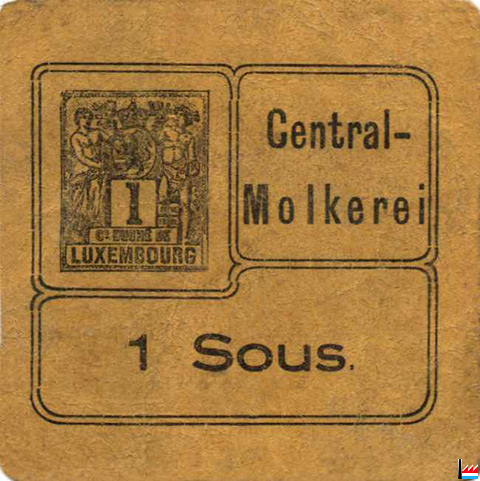 1
Gᴰ DUCHÉ DE
LUXEMBOURG
Central-
Molkerei
1 Sous.